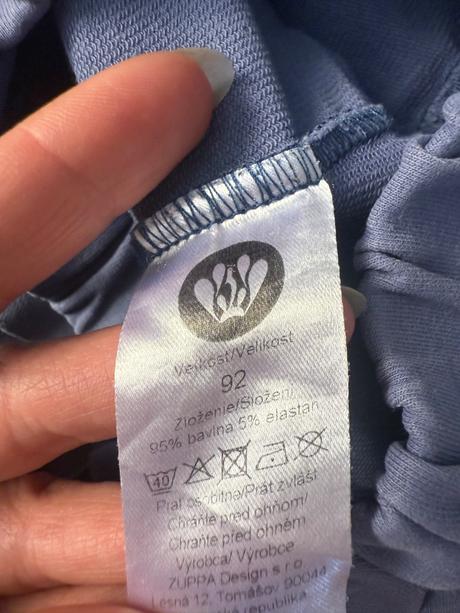 Veľkosť/Velikost
92
Zloženie/Složení
95% bavlna 5% elastan
40
Prať osobitne/Prát zvlášť
Chráňte pred ohňom/
Chraňte před ohněm
Výrobca/ Výrobce
ZUPPA Design s.r.o.
Lesná 12, Tomášov 90044
republika